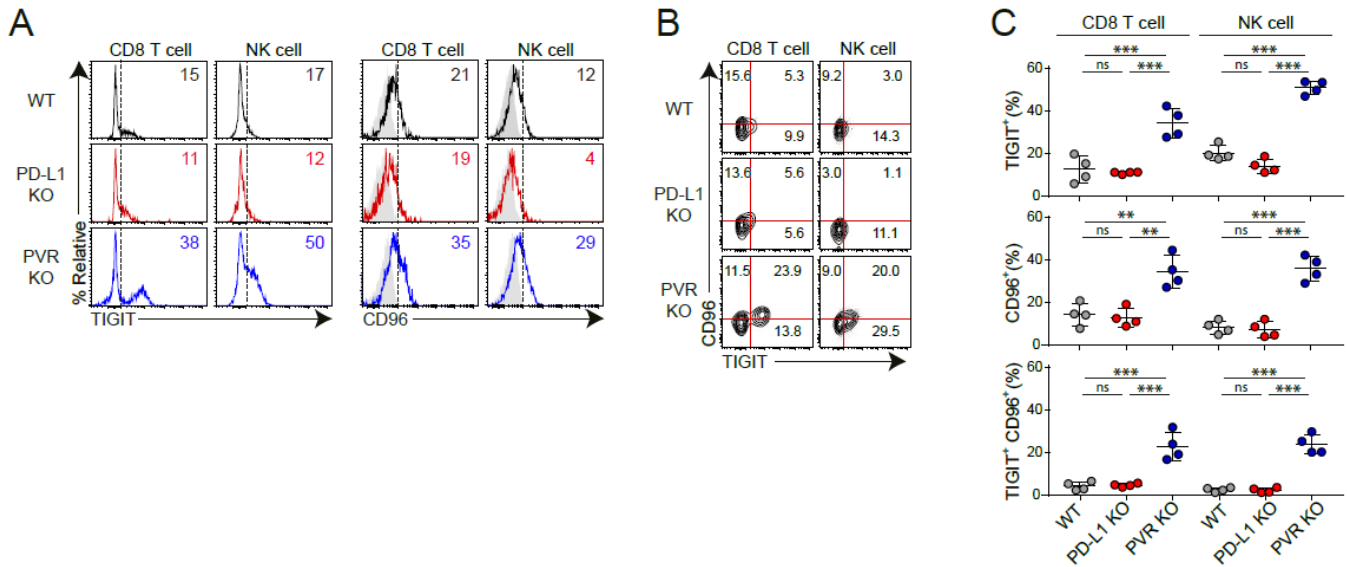 A
CD8 T cell NK cell CD8 T cell NK cell
WT
15 17 21 12
PD-L1
KO
11 12 19 4
PVR
KO
38 50 35 29
% Relative
TIGIT CD96
B
CD8 T cell NK cell
WT
15.6 5.3 9.2 3.0
9.9 14.3
PD-L1
KO
13.6 5.6 3.0 1.1
5.6 11.1
PVR
KO
11.5 23.9 9.0 20.0
13.8 29.5
CD96
TIGIT
C
CD8 T cell NK cell
*** ***
ns *** ns ***
TIGIT+ (%)
60
40
20
0
** ***
ns ** ns ***
CD96+ (%)
60
40
20
0
*** ***
ns *** ns ***
TIGIT+ CD96+ (%)
60
40
20
0
WT PD-L1 KO PVR KO WT PD-L1 KO PVR KO